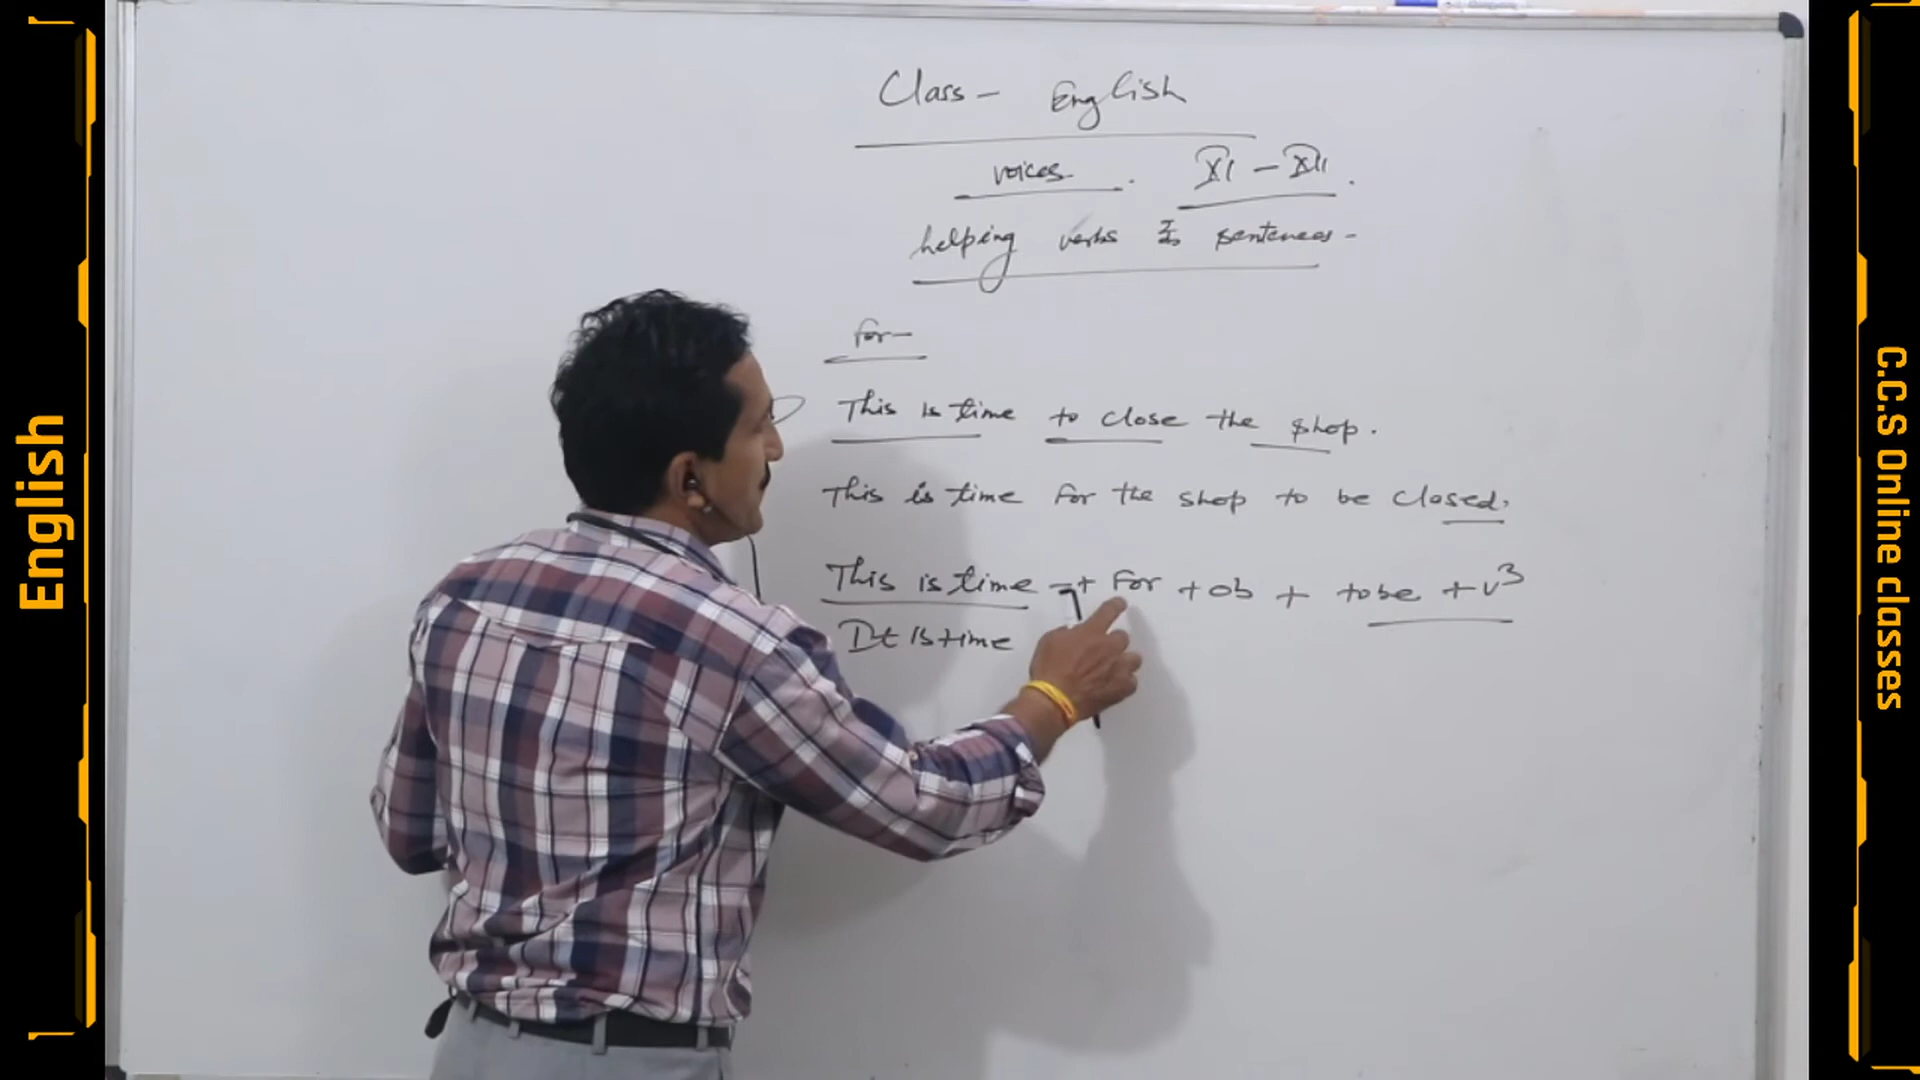 English
Class - English
voices. XI - XII.
helping verbs sentences -
for-
This is time to close the shop.
This is time for the shop to be closed.
This is time + For + ob + to be + v3
It is time
C.C.S Online classes